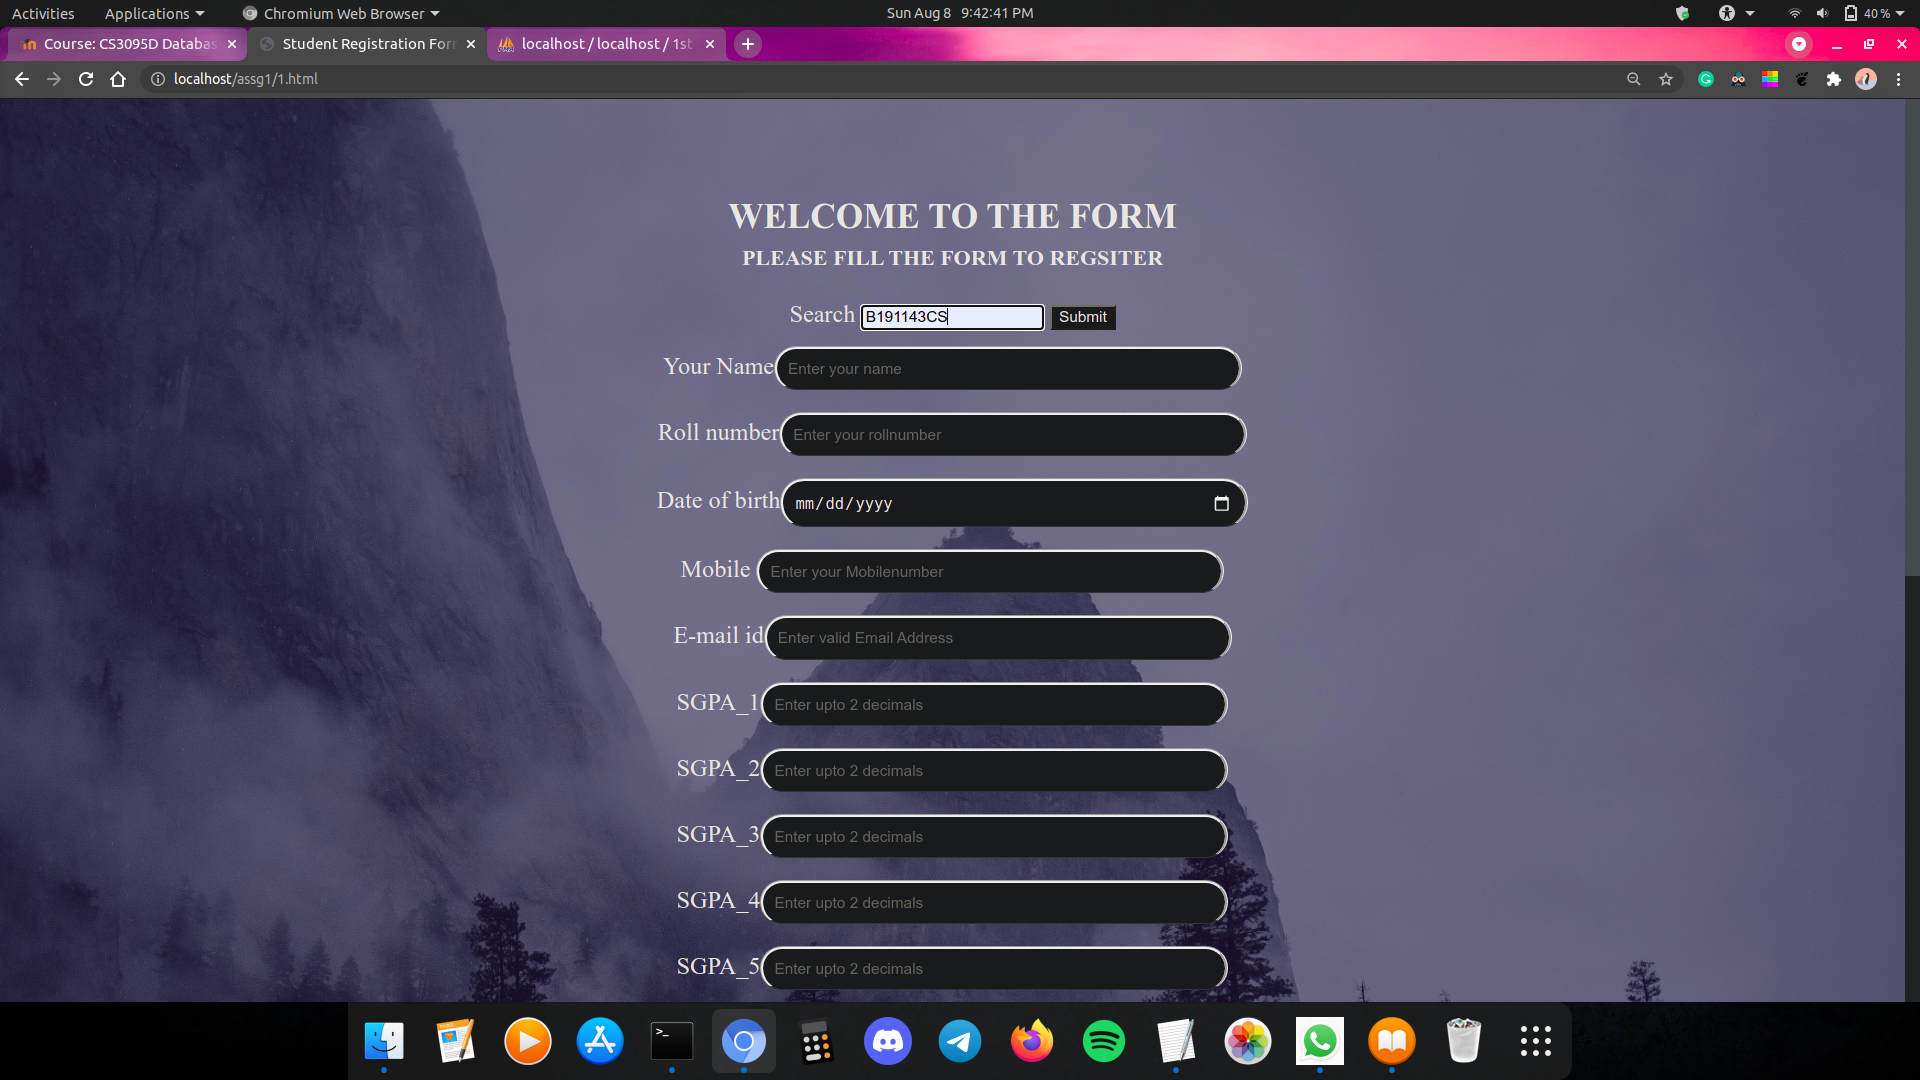 Activities Applications Chromium Web Browser Sun Aug 8 9:42:41 PM 40 %
Course: CS3095D Databas Student Registration For localhost / localhost / 1st
localhost/assg1/1.html
WELCOME TO THE FORM
PLEASE FILL THE FORM TO REGSITER
Search B191143CS Submit
Your Name Enter your name
Roll number Enter your rollnumber
Date of birth mm/dd/yyyy
Mobile Enter your Mobilenumber
E-mail id Enter valid Email Address
SGPA_1 Enter upto 2 decimals
SGPA_2 Enter upto 2 decimals
SGPA_3 Enter upto 2 decimals
SGPA_4 Enter upto 2 decimals
SGPA_5 Enter upto 2 decimals